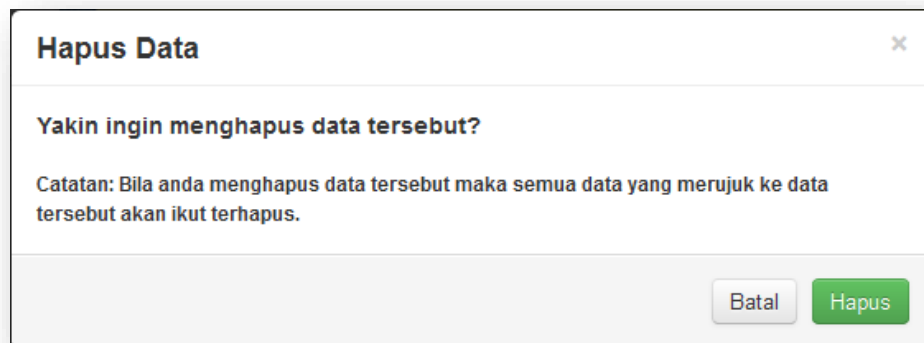 Hapus Data ×
Yakin ingin menghapus data tersebut?
Catatan: Bila anda menghapus data tersebut maka semua data yang merujuk ke data
tersebut akan ikut terhapus.
Batal Hapus